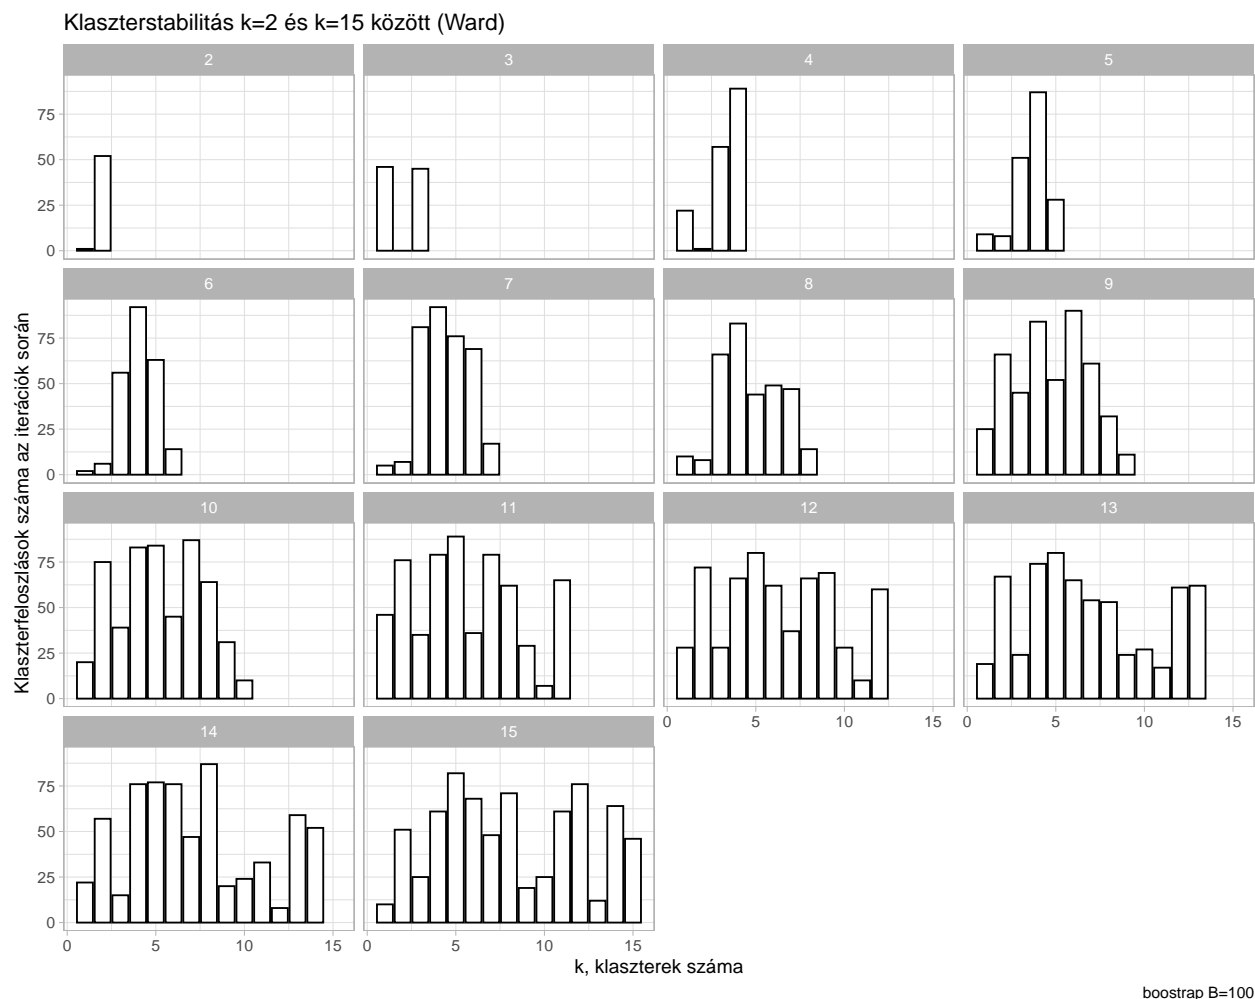 Klaszterstabilitás k=2 és k=15 között (Ward)
2 3 4 5
75
50
25
0
6 7 8 9
75
50
25
0
10 11 12 13
75
50
25
0
0 5 10 15 0 5 10 15
14 15
75
50
25
0
0 5 10 15 0 5 10 15
Klaszterfeloszlások száma az iterációk során
k, klaszterek száma
boostrap B=100